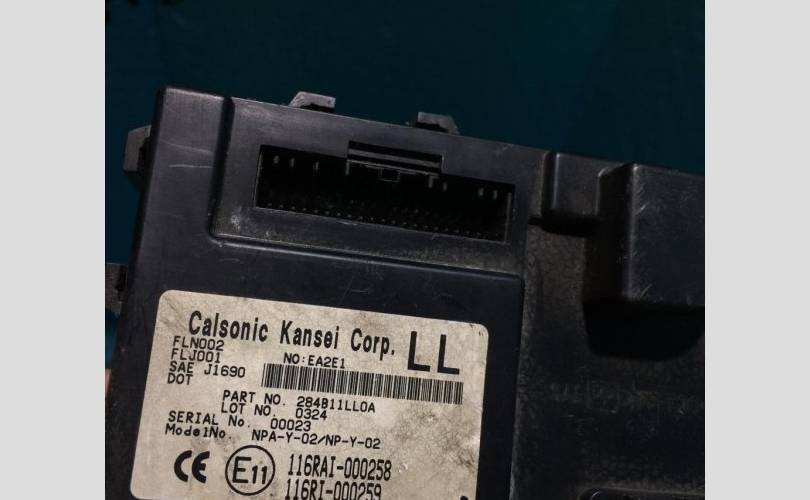 Calsonic Kansei Corp. LL
FLN002
FLJ001 NO:EA2E1
SAE J1690
DOT
PART NO. 284B11LL0A
LOT NO. 0324
SERIAL No. 00023
ModelNo. NPA-Y-02/NP-Y-02
CE E11 116RAI-000258
116RI-000259